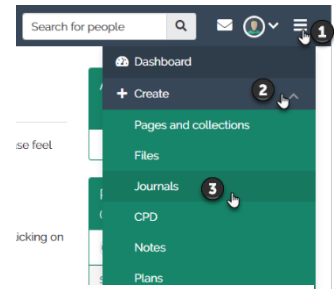 Search for people
1
Dashboard
Create
2
Pages and collections
se feel
Files
Journals
3
CPD
icking on
Notes
Plans